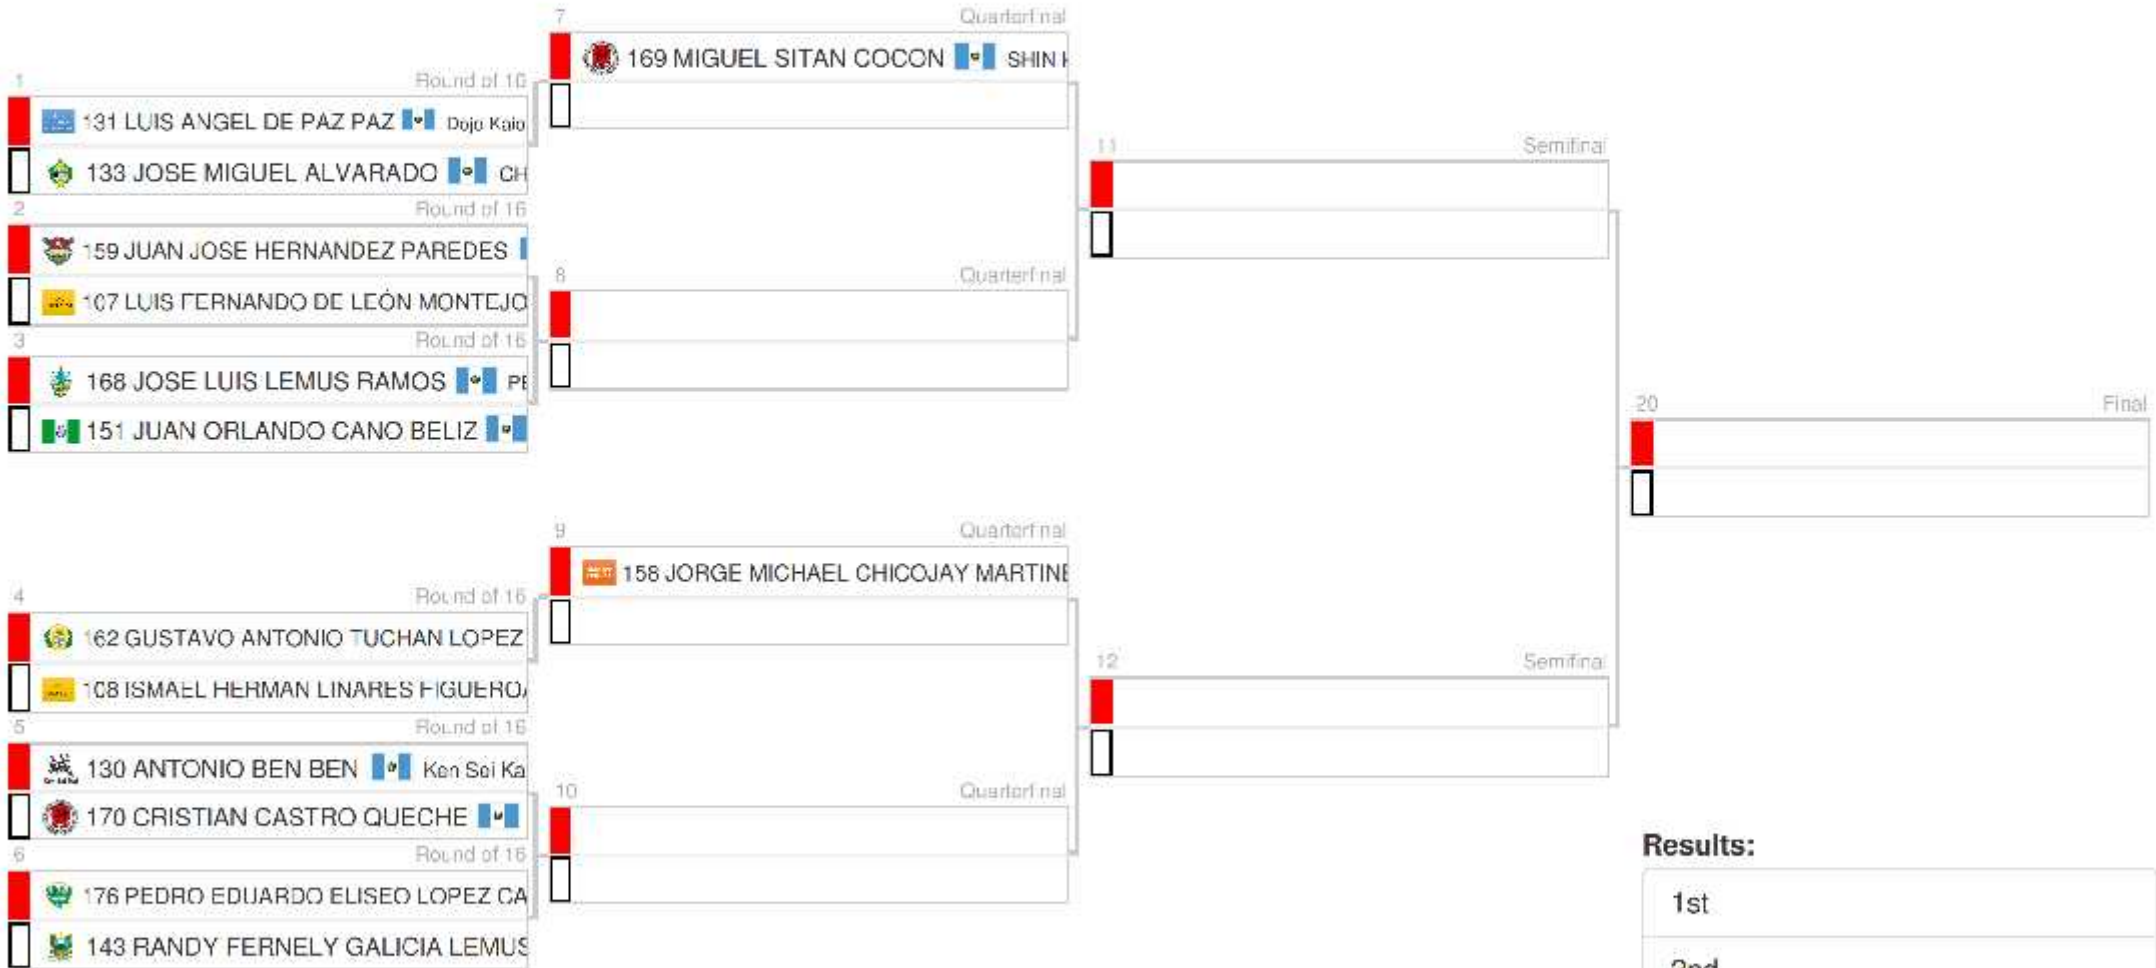 7 Quarterfinal
169 MIGUEL SITAN COCON SHIN
1 Round of 16
131 LUIS ANGEL DE PAZ PAZ Dojo Kaio
133 JOSE MIGUEL ALVARADO CH
2 Round of 16
159 JUAN JOSE HERNANDEZ PAREDES
107 LUIS FERNANDO DE LEÓN MONTEJO
3 Round of 16
168 JOSE LUIS LEMUS RAMOS PE
151 JUAN ORLANDO CANO BELIZ
8 Quarterfinal
11 Semifinal
20 Final
9 Quarterfinal
158 JORGE MICHAEL CHICOJAY MARTINE
4 Round of 16
162 GUSTAVO ANTONIO TUCHAN LOPEZ
108 ISMAEL HERMAN LINARES FIGUEROA
5 Round of 16
130 ANTONIO BEN BEN Ken Sei Ka
170 CRISTIAN CASTRO QUECHE
6 Round of 16
176 PEDRO EDUARDO ELISEO LOPEZ CA
143 RANDY FERNELY GALICIA LEMUS
10 Quarterfinal
12 Semifinal
Results:
1st
2nd